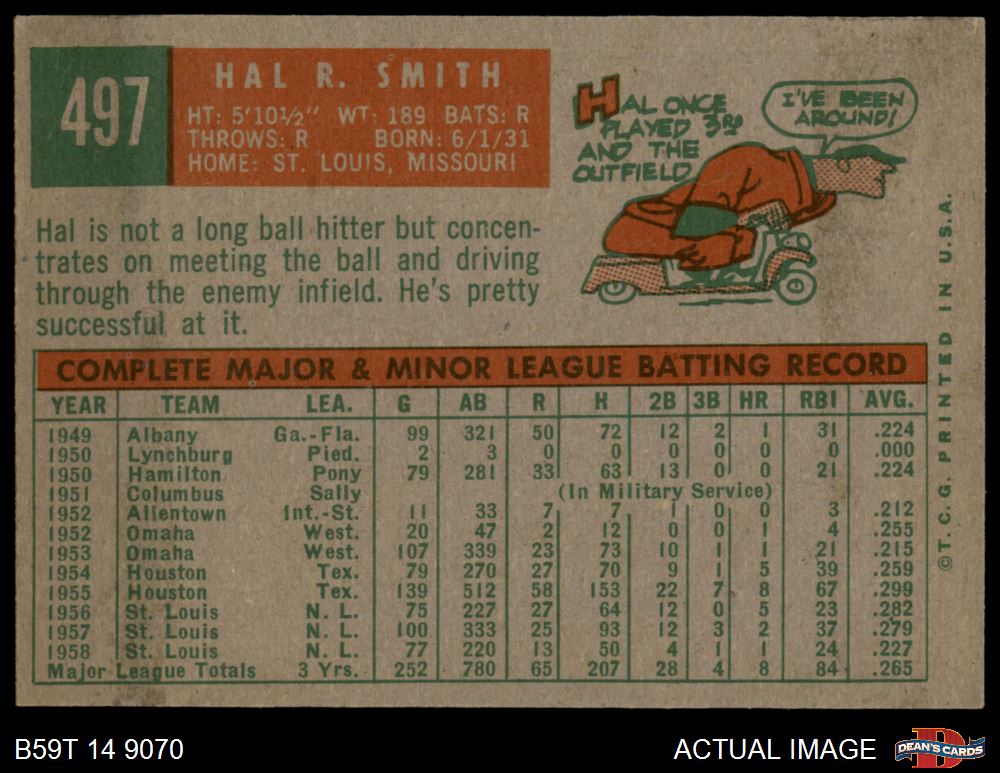 497
HAL R. SMITH
HT: 5'10½" WT: 189 BATS: R
THROWS: R BORN: 6/1/31
HOME: ST. LOUIS, MISSOURI
HAL ONCE
PLAYED 3RD
AND THE
OUTFIELD
I'VE BEEN
AROUND!
Hal is not a long ball hitter but concen-
trates on meeting the ball and driving
through the enemy infield. He's pretty
successful at it.
COMPLETE MAJOR & MINOR LEAGUE BATTING RECORD
YEAR TEAM LEA. G AB R H 2B 3B HR RBI AVG.
1949 Albany Ga.-Fla. 99 321 50 72 12 2 1 31 .224
1950 Lynchburg Pied. 2 3 0 0 0 0 0 0 .000
1950 Hamilton Pony 79 281 33 63 13 0 0 21 .224
1951 Columbus Sally (In Military Service)
1952 Allentown Int.-St. 11 33 7 7 1 0 0 3 .212
1952 Omaha West. 20 47 2 12 0 0 1 4 .255
1953 Omaha West. 107 339 23 73 10 1 1 21 .215
1954 Houston Tex. 79 270 27 70 9 1 5 39 .259
1955 Houston Tex. 139 512 58 153 22 7 8 67 .299
1956 St. Louis N. L. 75 227 27 64 12 0 5 23 .282
1957 St. Louis N. L. 100 333 25 93 12 3 2 37 .279
1958 St. Louis N. L. 77 220 13 50 4 1 1 24 .227
Major League Totals 3 Yrs. 252 780 65 207 28 4 8 84 .265
©T. C. G. PRINTED IN U.S.A.
B59T 14 9070
ACTUAL IMAGE
D
DEAN'S CARDS
www.deanscards.com